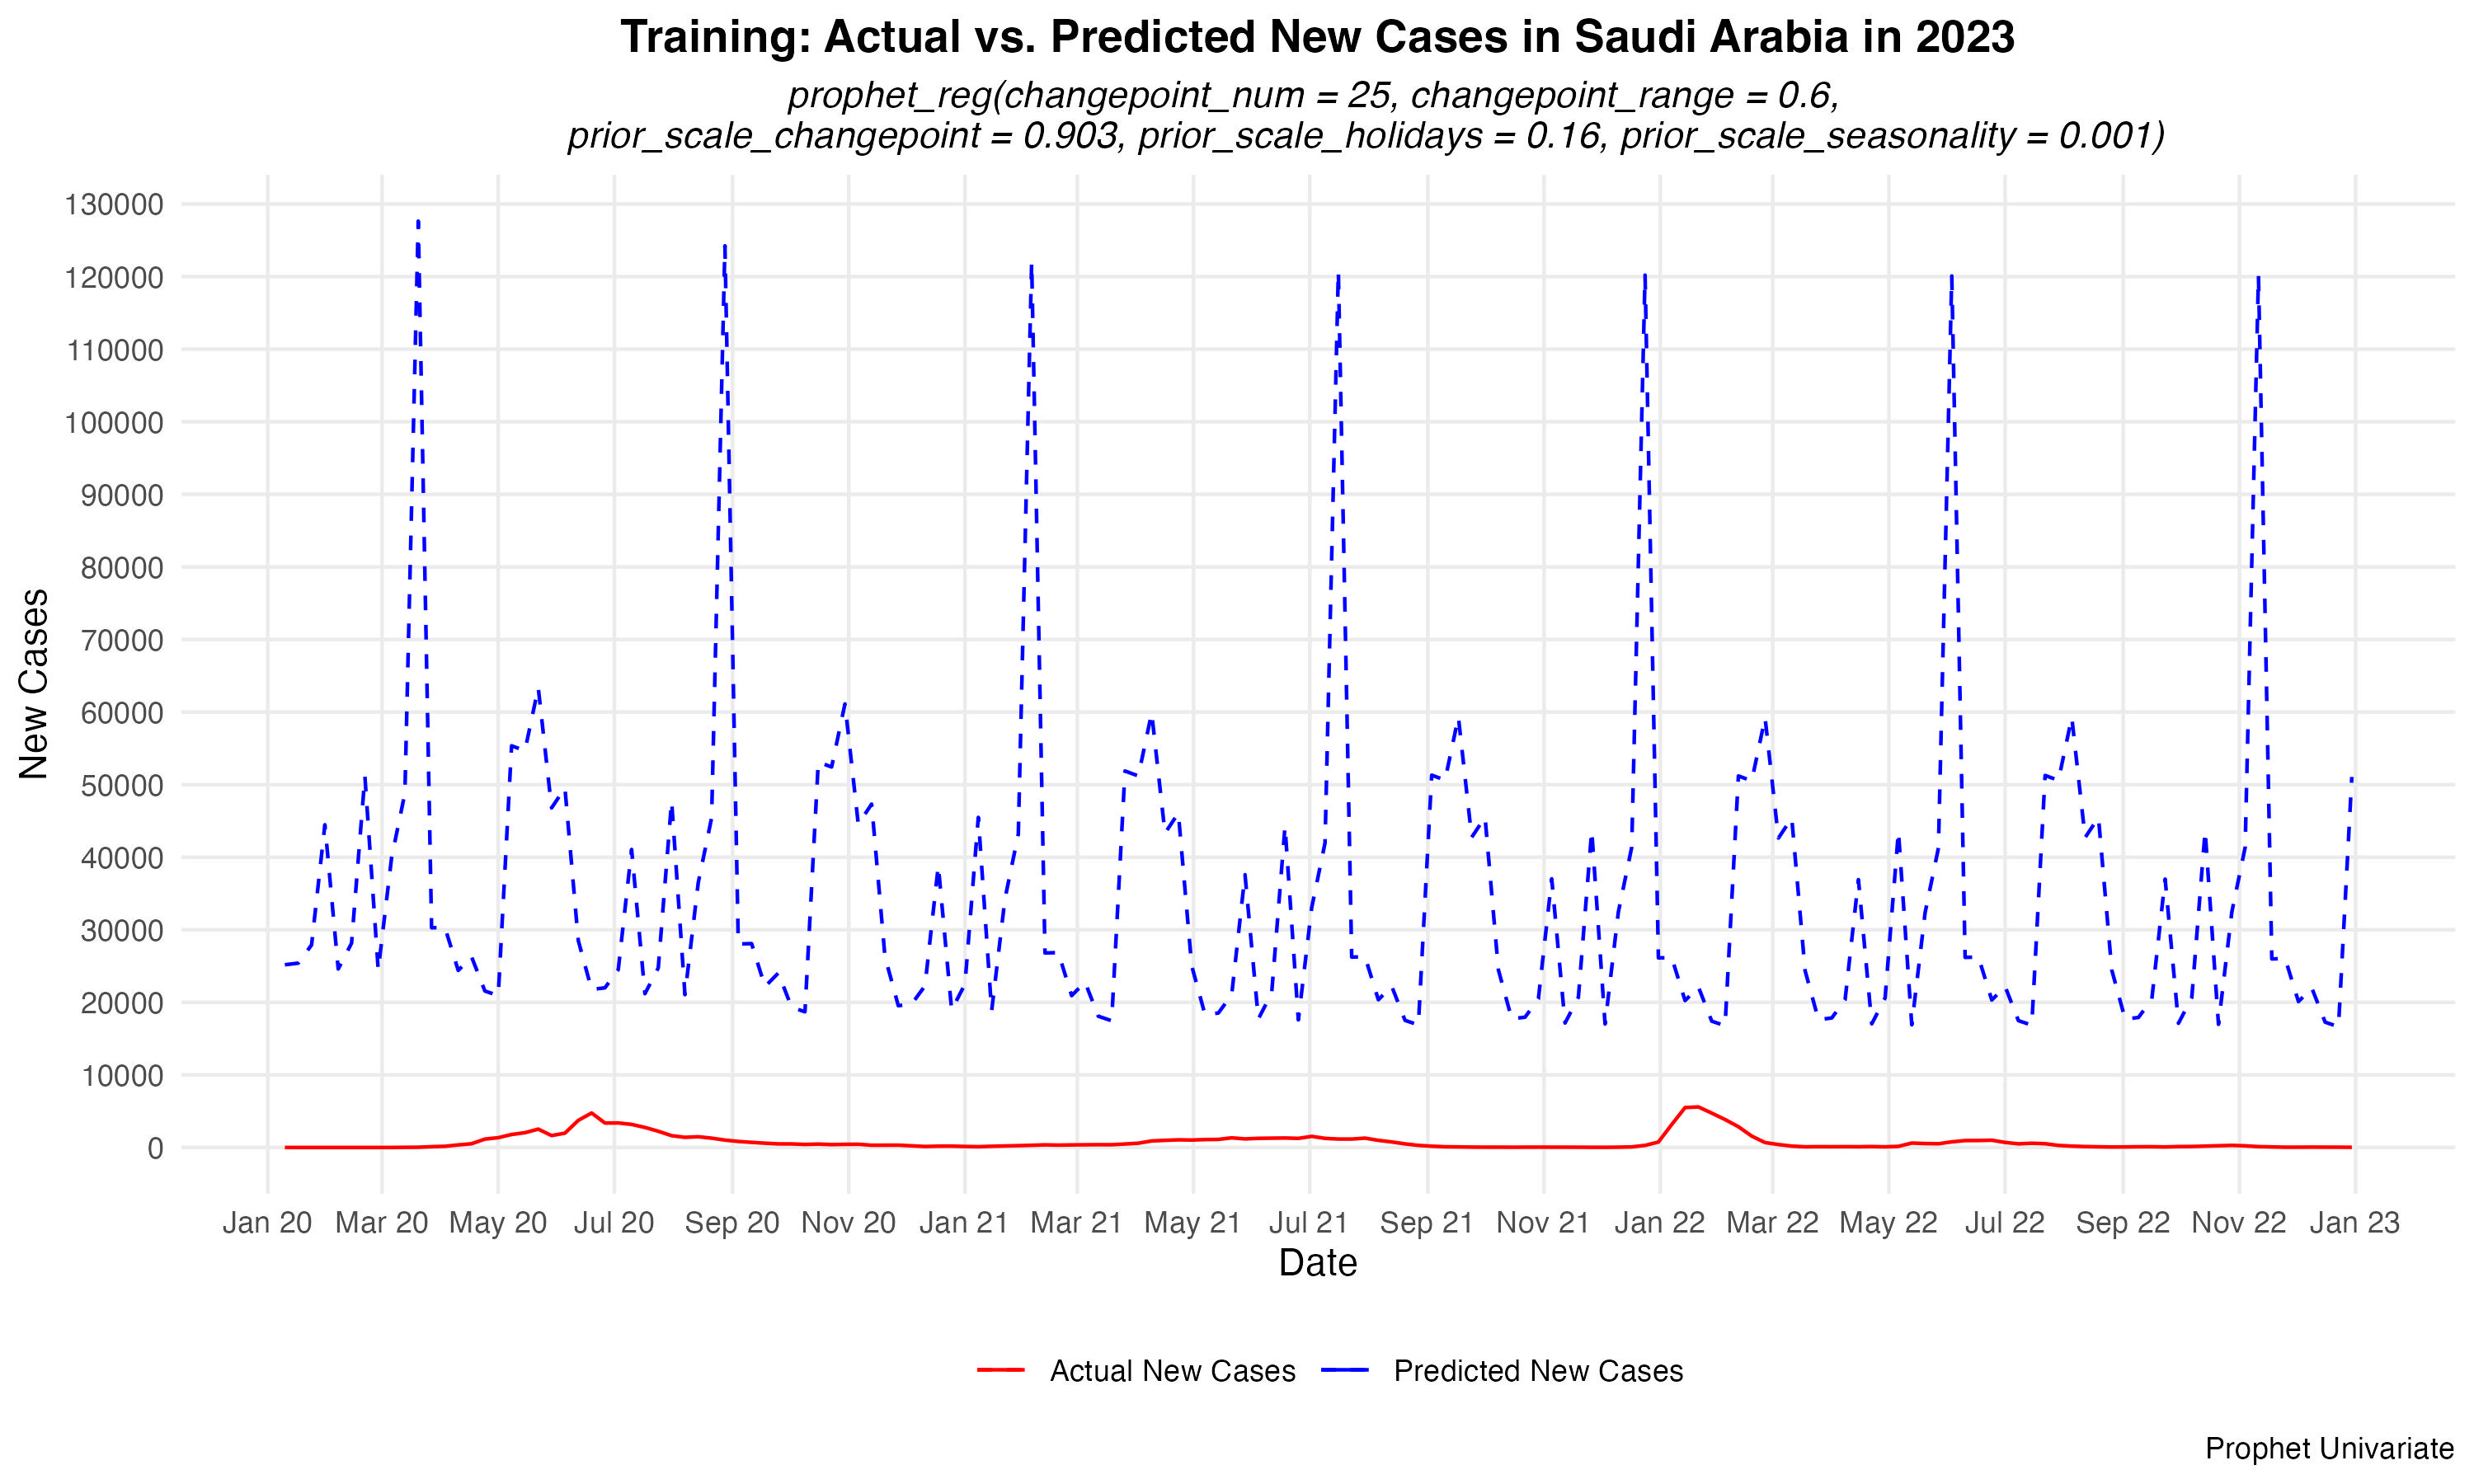 Training: Actual vs. Predicted New Cases in Saudi Arabia in 2023
prophet_reg(changepoint_num = 25, changepoint_range = 0.6,
prior_scale_changepoint = 0.903, prior_scale_holidays = 0.16, prior_scale_seasonality = 0.001)
New Cases
130000
120000
110000
100000
90000
80000
70000
60000
50000
40000
30000
20000
10000
0
Jan 20 Mar 20 May 20 Jul 20 Sep 20 Nov 20 Jan 21 Mar 21 May 21 Jul 21 Sep 21 Nov 21 Jan 22 Mar 22 May 22 Jul 22 Sep 22 Nov 22 Jan 23
Date
Actual New Cases Predicted New Cases
Prophet Univariate